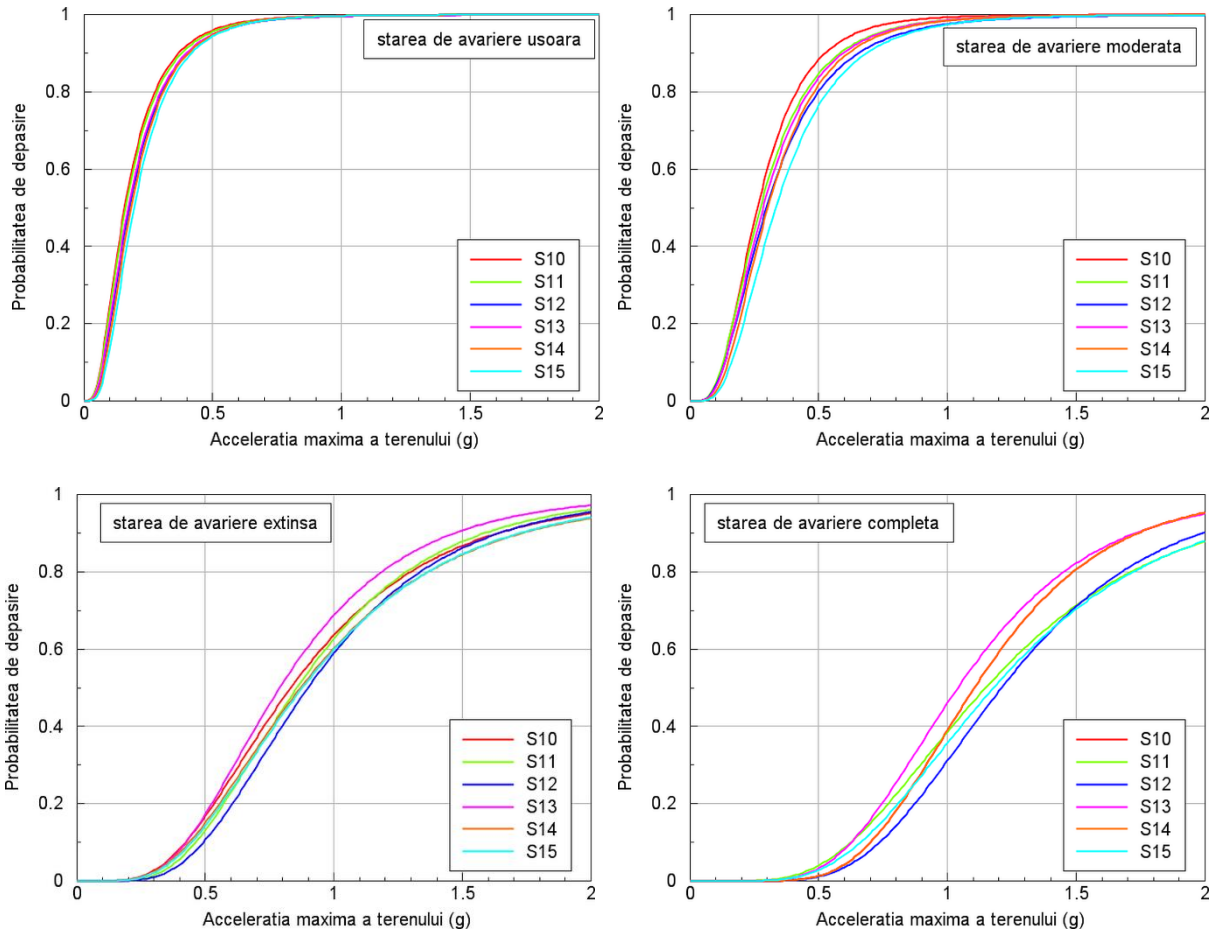 1
0.8
0.6
0.4
0.2
0
Probabilitatea de depasire
starea de avariere usoara
S10
S11
S12
S13
S14
S15
0 0.5 1 1.5 2
Acceleratia maxima a terenului (g)
1
0.8
0.6
0.4
0.2
0
Probabilitatea de depasire
starea de avariere moderata
S10
S11
S12
S13
S14
S15
0 0.5 1 1.5 2
Acceleratia maxima a terenului (g)
1
0.8
0.6
0.4
0.2
0
Probabilitatea de depasire
starea de avariere extinsa
S10
S11
S12
S13
S14
S15
0 0.5 1 1.5 2
Acceleratia maxima a terenului (g)
1
0.8
0.6
0.4
0.2
0
Probabilitatea de depasire
starea de avariere completa
S10
S11
S12
S13
S14
S15
0 0.5 1 1.5 2
Acceleratia maxima a terenului (g)